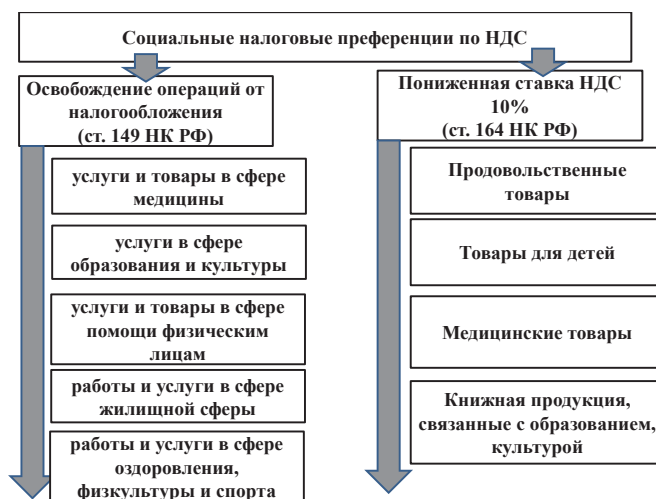 Социальные налоговые преференции по НДС
Освобождение операций от
налогообложения
(ст. 149 НК РФ)
услуги и товары в сфере
медицины
услуги в сфере
образования и культуры
услуги и товары в сфере
помощи физическим
лицам
работы и услуги в сфере
жилищной сферы
работы и услуги в сфере
оздоровления,
физкультуры и спорта
Пониженная ставка НДС
10%
(ст. 164 НК РФ)
Продовольственные
товары
Товары для детей
Медицинские товары
Книжная продукция,
связанные с образованием,
культурой